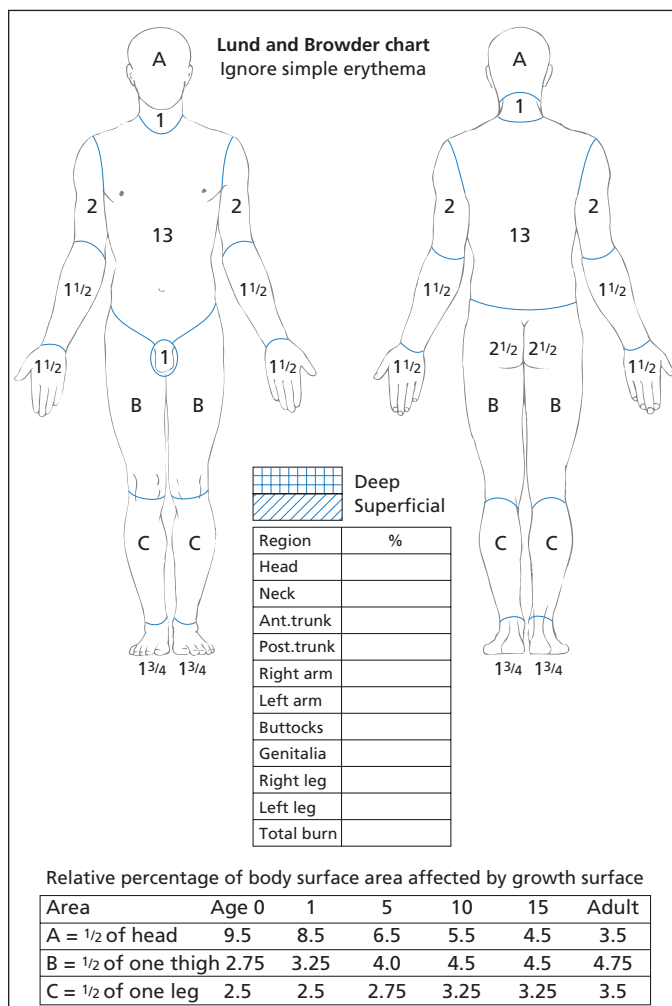 Lund and Browder chart
Ignore simple erythema
A
A
1
1
2
2
2
2
13
13
1 1/2
1 1/2
1 1/2
1 1/2
1
2 1/2
2 1/2
1 1/2
1 1/2
1 1/2
1 1/2
B
B
B
B
Deep
Superficial
C
C
C
C
Region %
Head
Neck
Ant.trunk
Post.trunk
1 3/4
1 3/4
1 3/4
1 3/4
Right arm
Left arm
Buttocks
Genitalia
Right leg
Left leg
Total burn
Relative percentage of body surface area affected by growth surface
Area Age 0 1 5 10 15 Adult
A = 1/2 of head 9.5 8.5 6.5 5.5 4.5 3.5
B = 1/2 of one thigh 2.75 3.25 4.0 4.5 4.5 4.75
C = 1/2 of one leg 2.5 2.5 2.75 3.25 3.25 3.5